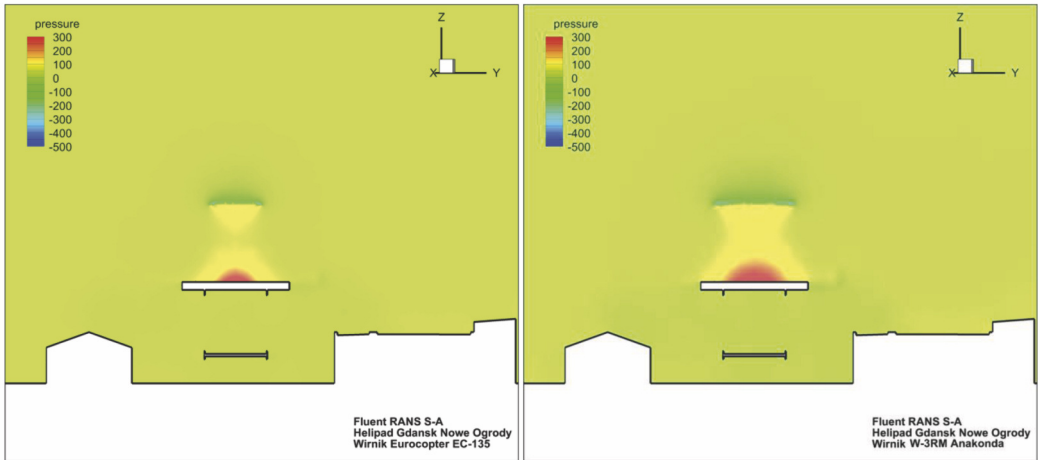 pressure
300
200
100
0
-100
-200
-300
-400
-500
Z
X
Y
Fluent RANS S-A
Helipad Gdansk Nowe Ogrody
Wirnik Eurocopter EC-135
pressure
300
200
100
0
-100
-200
-300
-400
-500
Z
X
Y
Fluent RANS S-A
Helipad Gdansk Nowe Ogrody
Wirnik W-3RM Anakonda